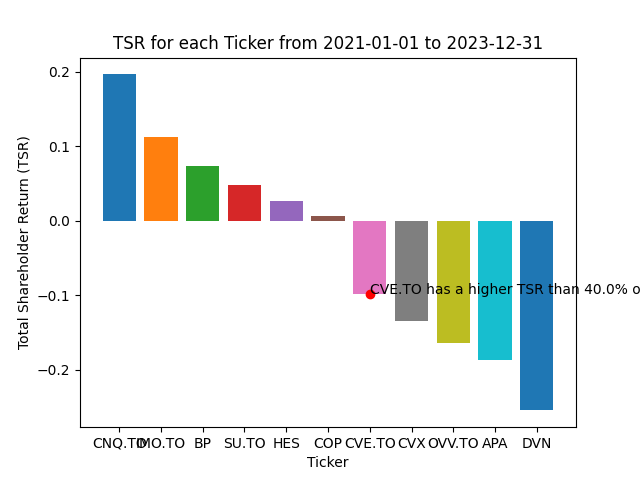 TSR for each Ticker from 2021-01-01 to 2023-12-31
Total Shareholder Return (TSR)
0.2
0.1
0.0
−0.1
−0.2
CVE.TO has a higher TSR than 40.0% o
CNQ.TO IMO.TO BP SU.TO HES COP CVE.TO CVX OVV.TO APA DVN
Ticker